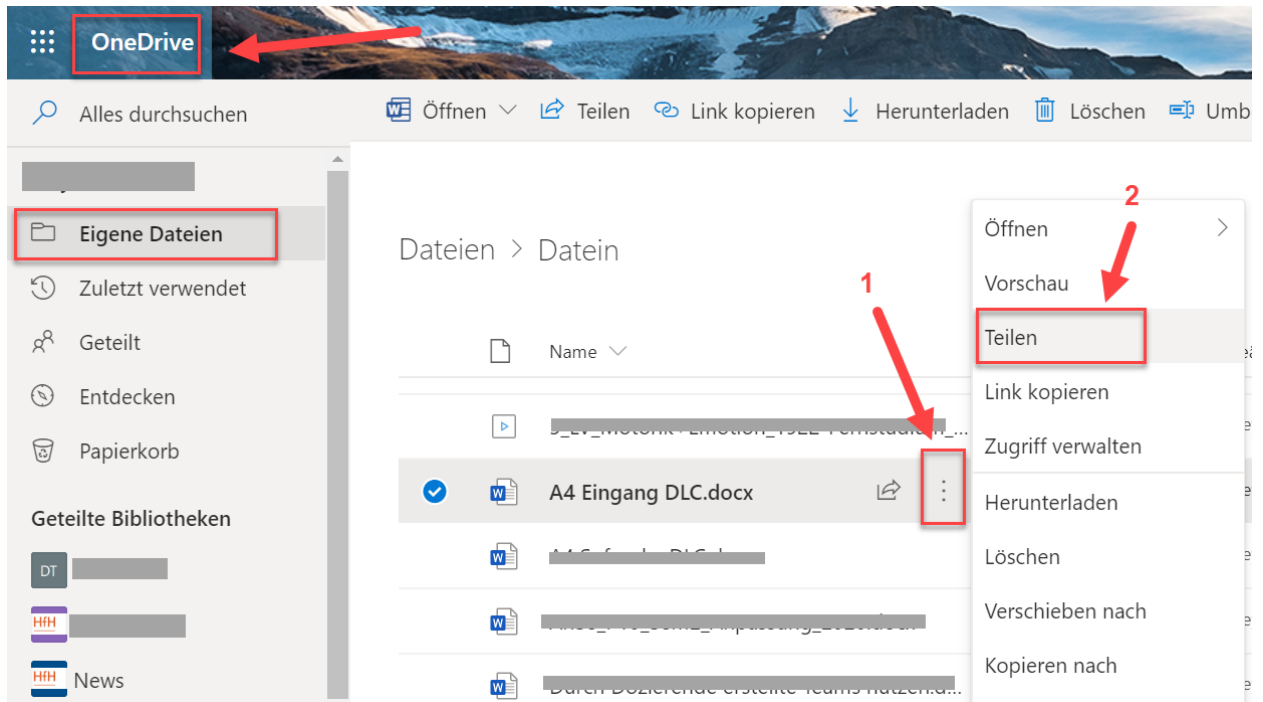 OneDrive
Alles durchsuchen
Öffnen
Teilen
Link kopieren
Herunterladen
Löschen
Umb
Eigene Dateien
Zuletzt verwendet
Geteilt
Entdecken
Papierkorb
Geteilte Bibliotheken
DT
HfH
HfH
News
Dateien > Datein
Name
A4 Eingang DLC.docx
1
2
Öffnen
Vorschau
Teilen
Link kopieren
Zugriff verwalten
Herunterladen
Löschen
Verschieben nach
Kopieren nach